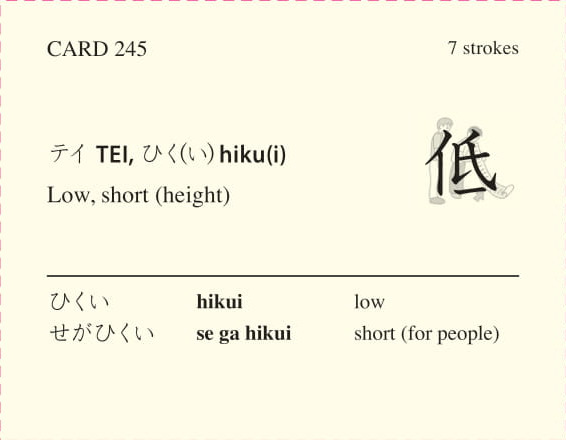 CARD 245
7 strokes
テイ TEI, ひく(い) hiku(i)
低
Low, short (height)
ひくい hikui low
せがひくい se ga hikui short (for people)